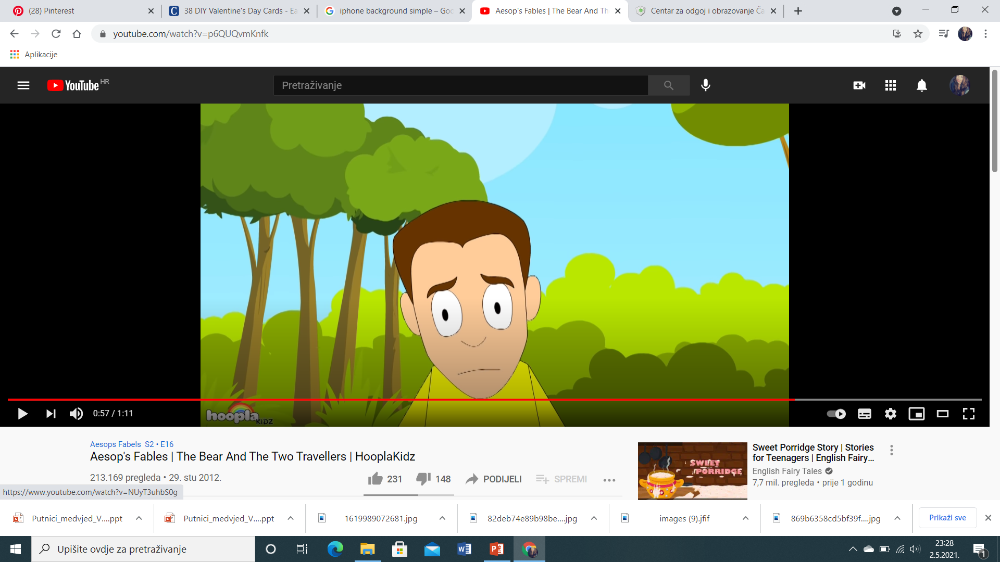 (28) Pinterest
38 DIY Valentine's Day Cards - Ea
iphone background simple – Goo
Aesop's Fables | The Bear And Th
Centar za odgoj i obrazovanje Ča
youtube.com/watch?v=p6QUQvmKnfk
Aplikacije
YouTube HR
Pretraživanje
hoopla KIDZ
0:57 / 1:11
Aesops Fabels S2 • E16
Aesop's Fables | The Bear And The Two Travellers | HooplaKidz
213.169 pregleda • 29. stu 2012.
231
148
PODIJELI
SPREMI
SWEET
PORRIDGE
Sweet Porridge Story | Stories
for Teenagers | English Fairy...
English Fairy Tales
7,7 mil. pregleda • prije 1 godinu
https://www.youtube.com/watch?v=NUyT3uhbS0g
Putnici_medvjed_V....ppt
Putnici_medvjed_V....ppt
1619989072681.jpg
82deb74e89b98be....jpg
images (9).jfif
869b6358cd5bf39f....jpg
Prikaži sve
Upišite ovdje za pretraživanje
23:28
2.5.2021.
1